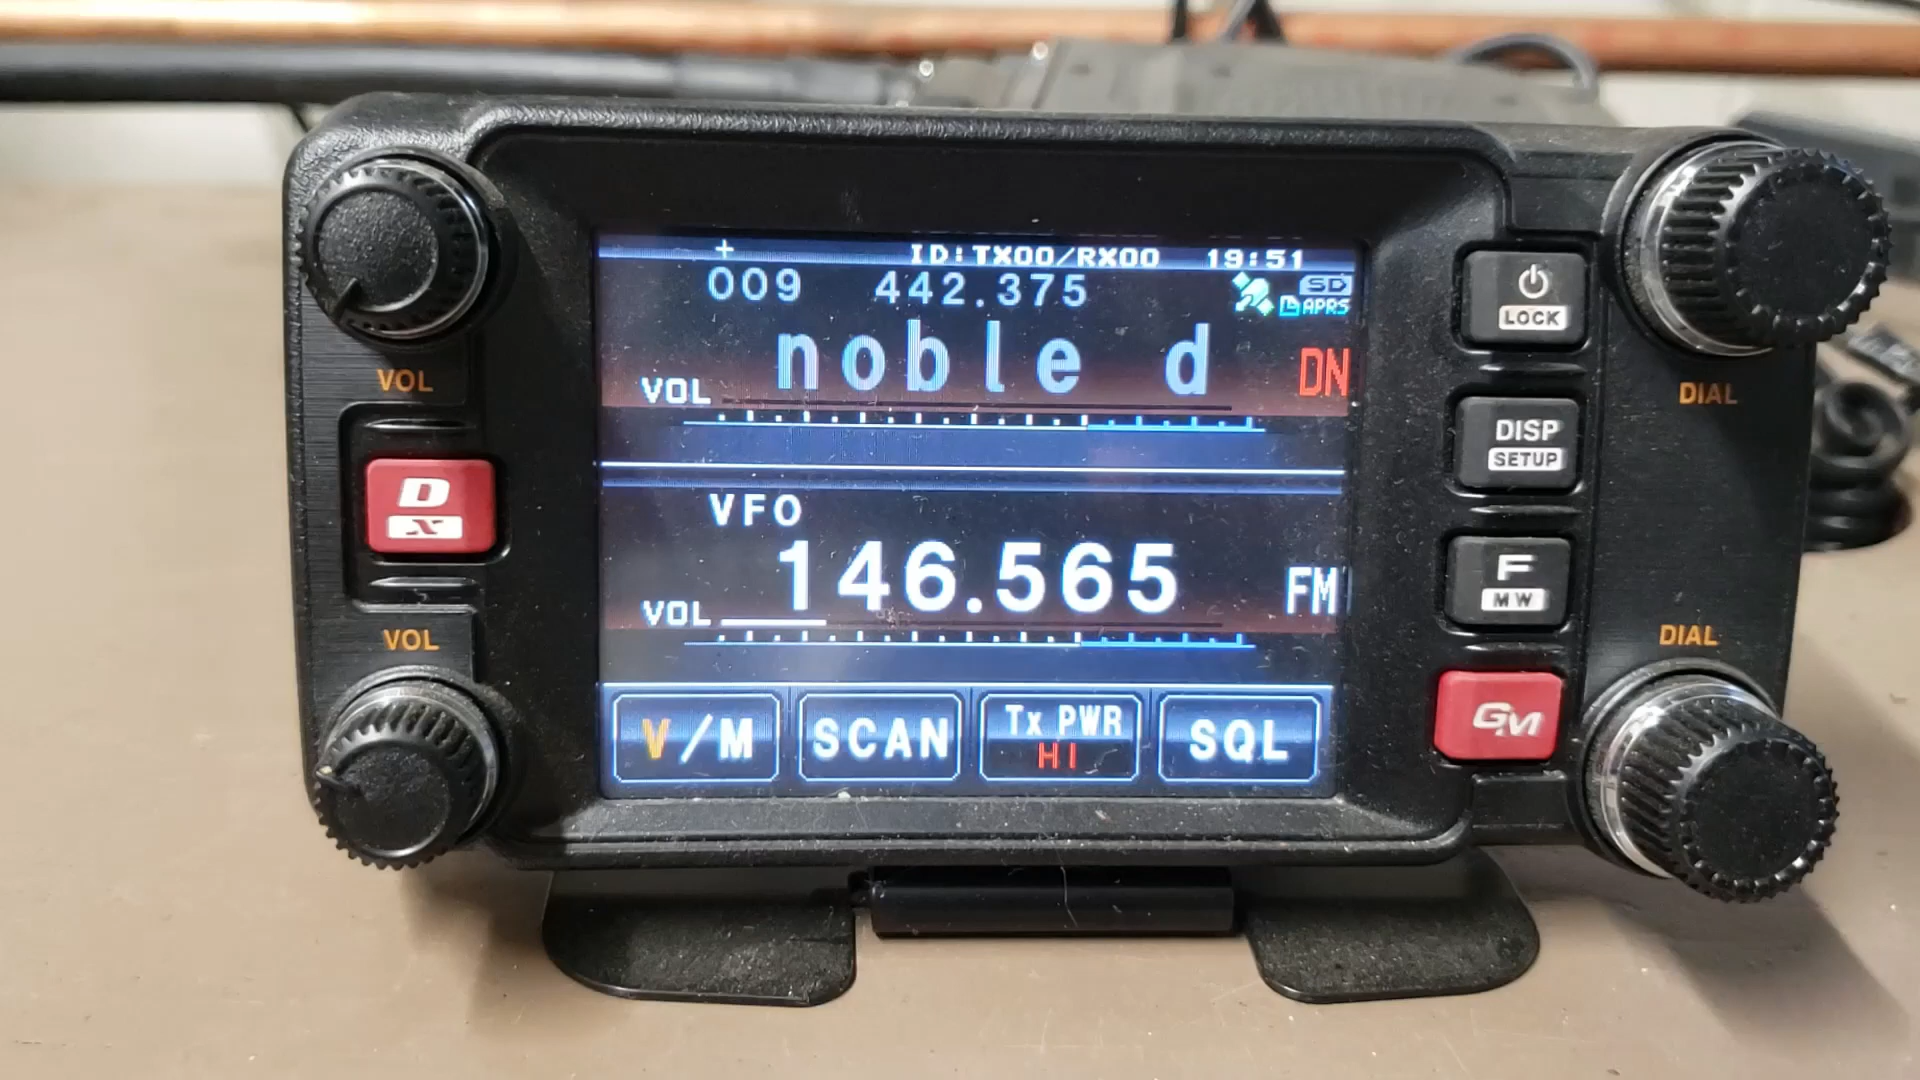 + ID:TX00/RX00 19:51
009 442.375 SD
APRS
noble d DN
VOL
VFO
146.565 FM
VOL
V/M SCAN Tx PWR HI SQL
VOL
D X
VOL
LOCK
DISP SETUP
F MW
GM
DIAL
DIAL